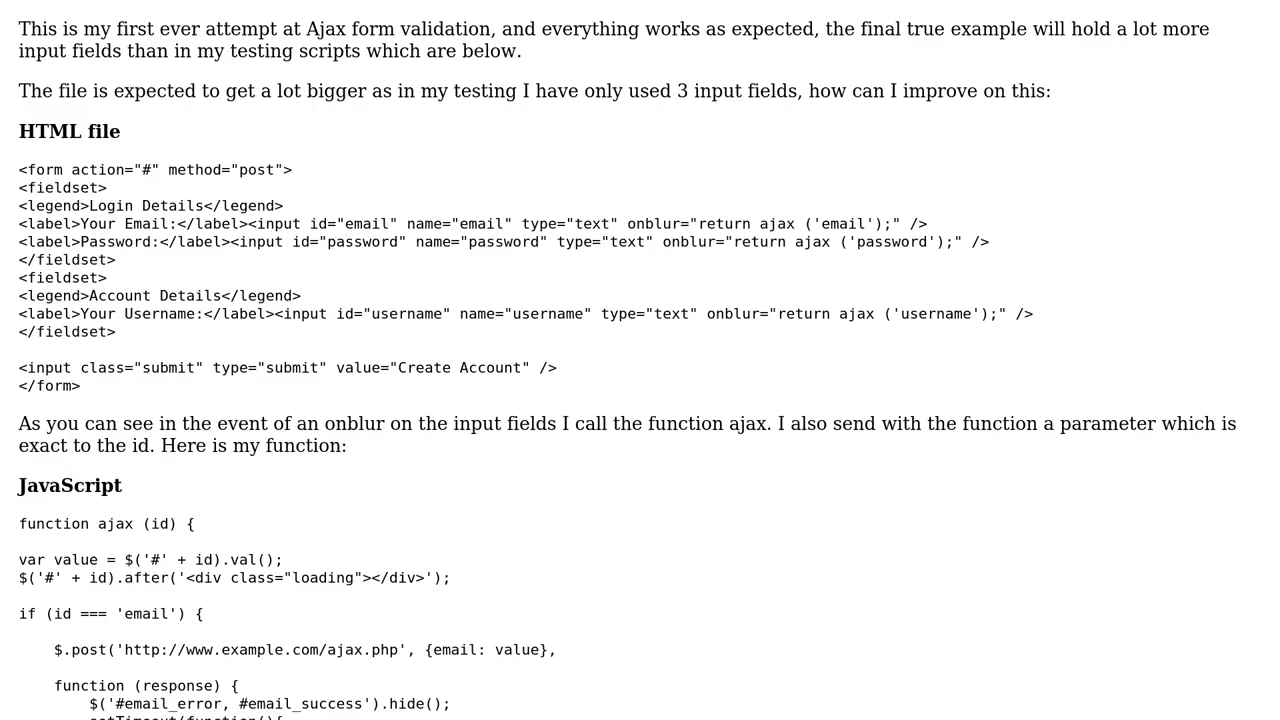 This is my first ever attempt at Ajax form validation, and everything works as expected, the final true example will hold a lot more
input fields than in my testing scripts which are below.
The file is expected to get a lot bigger as in my testing I have only used 3 input fields, how can I improve on this:
HTML file
<form action="#" method="post">
<fieldset>
<legend>Login Details</legend>
<label>Your Email:</label><input id="email" name="email" type="text" onblur="return ajax ('email');" />
<label>Password:</label><input id="password" name="password" type="text" onblur="return ajax ('password');" />
</fieldset>
<fieldset>
<legend>Account Details</legend>
<label>Your Username:</label><input id="username" name="username" type="text" onblur="return ajax ('username');" />
</fieldset>
<input class="submit" type="submit" value="Create Account" />
</form>
As you can see in the event of an onblur on the input fields I call the function ajax. I also send with the function a parameter which is
exact to the id. Here is my function:
JavaScript
function ajax (id) {
var value = $('#' + id).val();
$('#' + id).after('<div class="loading"></div>');
if (id === 'email') {
$.post('http://www.example.com/ajax.php', {email: value},
function (response) {
$('#email_error, #email_success').hide();
setTimeout(function(){